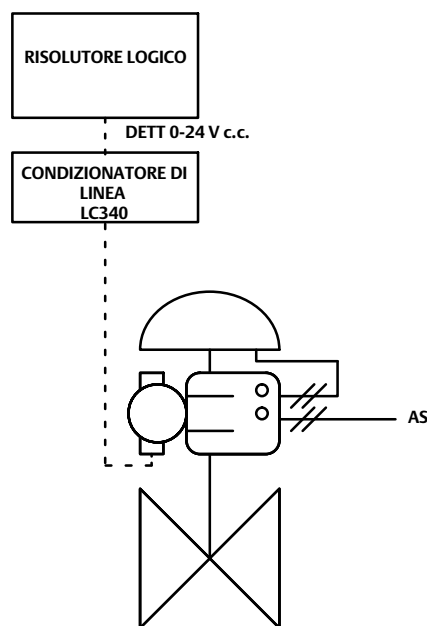 RISOLUTORE LOGICO
DETT 0-24 V c.c.
CONDIZIONATORE DI
LINEA
LC340
AS